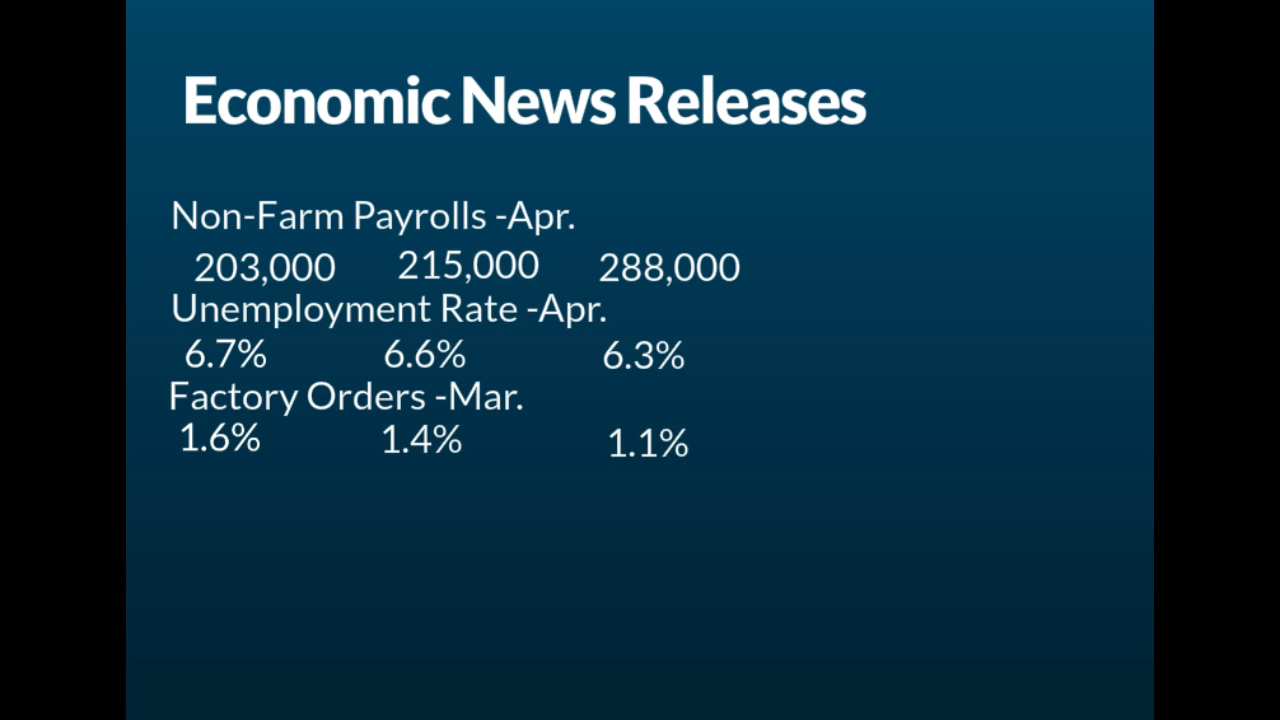 Economic News Releases
Non-Farm Payrolls -Apr.
203,000 215,000 288,000
Unemployment Rate -Apr.
6.7% 6.6% 6.3%
Factory Orders -Mar.
1.6% 1.4% 1.1%